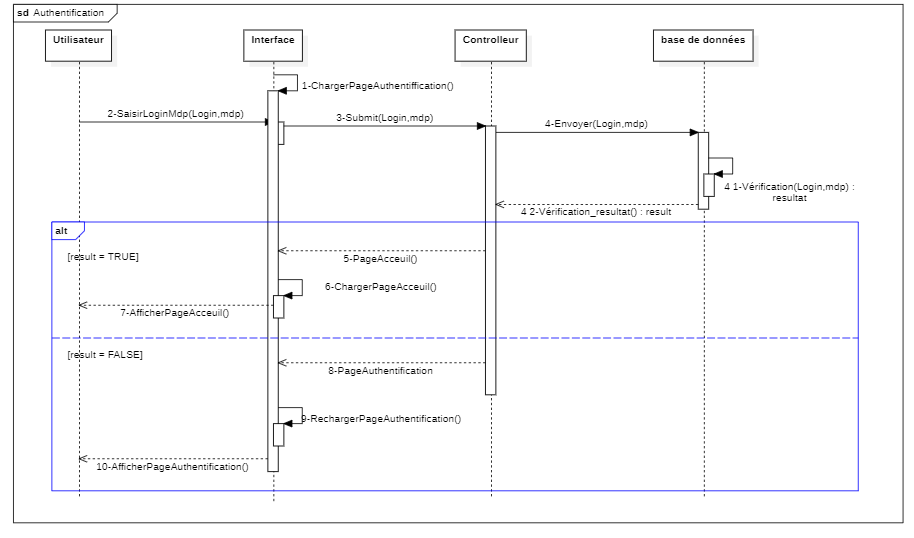 sd Authentification
Utilisateur
Interface
Controlleur
base de données
1-ChargerPageAuthentiffication()
2-SaisirLoginMdp(Login,mdp)
3-Submit(Login,mdp)
4-Envoyer(Login,mdp)
4 1-Vérification(Login,mdp) :
resultat
4 2-Vérification_resultat() : result
alt
[result = TRUE]
5-PageAcceuil()
6-ChargerPageAcceuil()
7-AfficherPageAcceuil()
[result = FALSE]
8-PageAuthentification
9-RechargerPageAuthentification()
10-AfficherPageAuthentification()